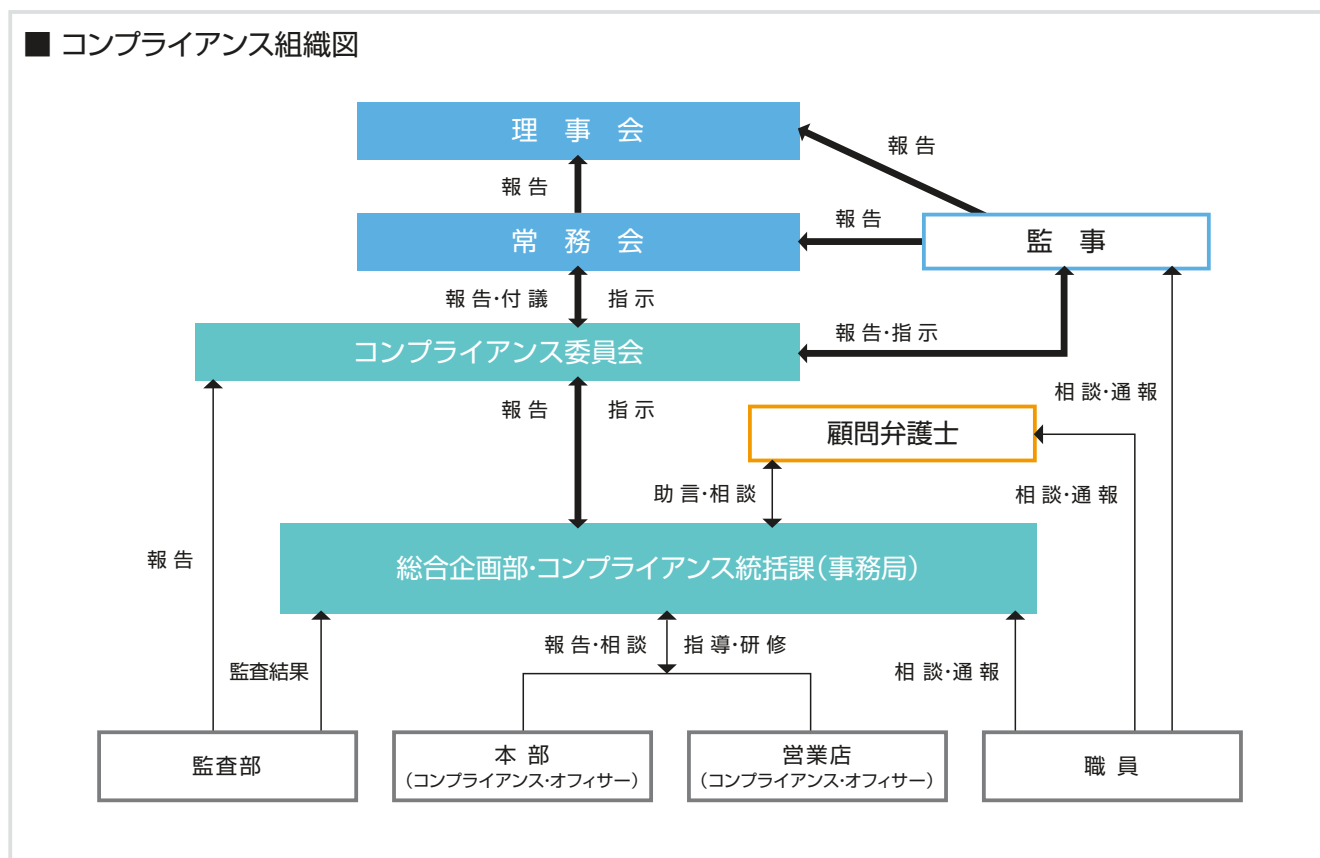 ■ コンプライアンス組織図
理 事 会
報 告
報 告
常 務 会
報 告
監 事
報 告・付 議
指 示
コンプライアンス委員会
報 告・指 示
報 告
指 示
相 談・通 報
顧問弁護士
助 言・相 談
相 談・通 報
報 告
総合企画部・コンプライアンス統括課（事務局）
報 告・相 談
指 導・研 修
監査結果
相 談・通 報
監査部
本 部
（コンプライアンス・オフィサー）
営業店
（コンプライアンス・オフィサー）
職 員